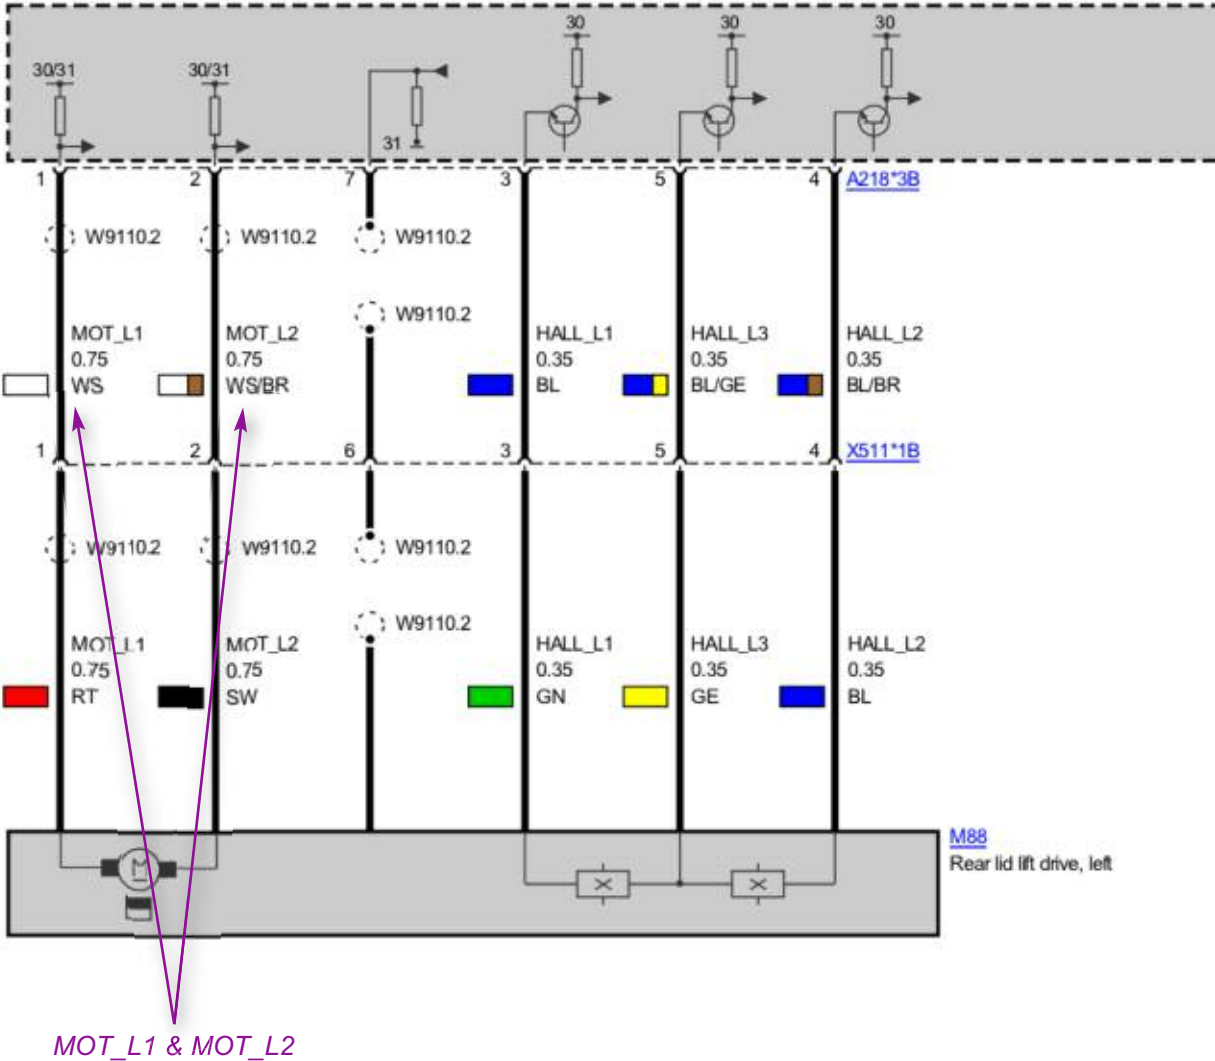 30 30 30
30/31 30/31
31
1 2 7 3 5 4 A218*3B
W9110.2 W9110.2 W9110.2
W9110.2
MOT_L1 MOT_L2 HALL_L1 HALL_L3 HALL_L2
0.75 0.75 0.35 0.35 0.35
WS WS/BR BL BL/GE BL/BR
1 2 6 3 5 4 X511*1B
W9110.2 W9110.2 W9110.2
W9110.2
MOT_L1 MOT_L2 HALL_L1 HALL_L3 HALL_L2
0.75 0.75 0.35 0.35 0.35
RT SW GN GE BL
M88
Rear lid lift drive, left
M
MOT_L1 & MOT_L2